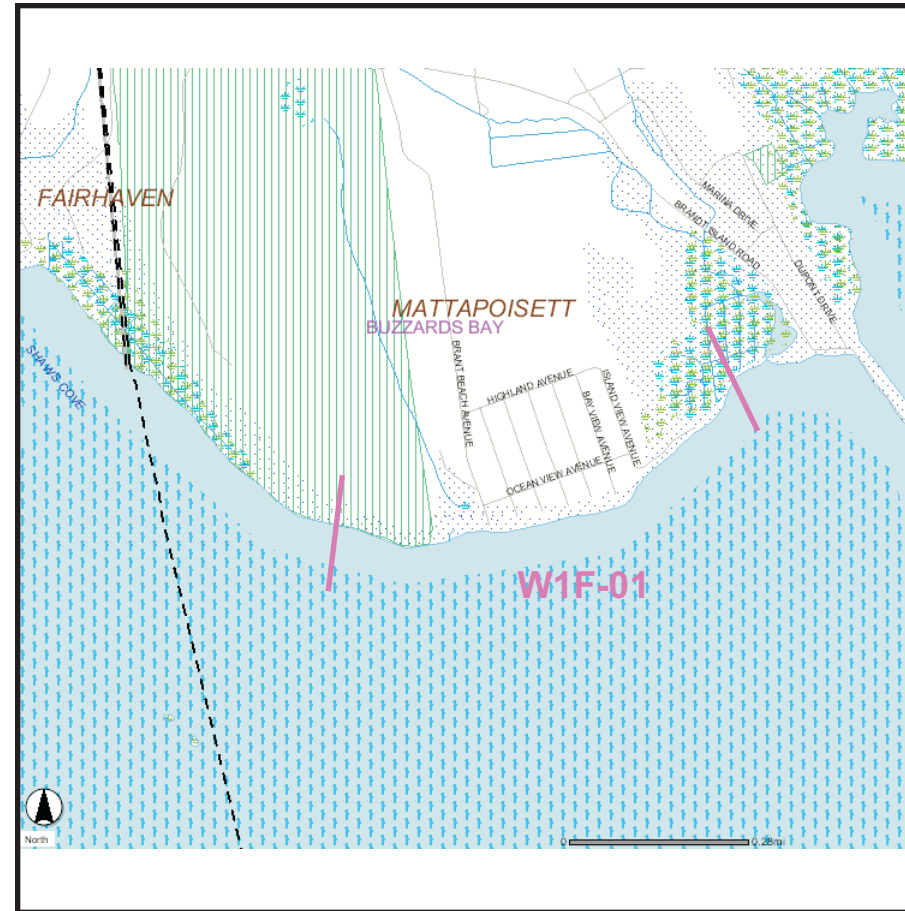 MARINA DRIVE
FAIRHAVEN
BRANDT ISLAND ROAD
DUPONT DRIVE
MATTAPOISETT
BUZZARDS BAY
SHAWS COVE
BRANT BEACH AVENUE
HIGHLAND AVENUE
ISLAND VIEW AVENUE
BAY VIEW AVENUE
OCEAN VIEW AVENUE
W1F-01
North
0
0.28mi